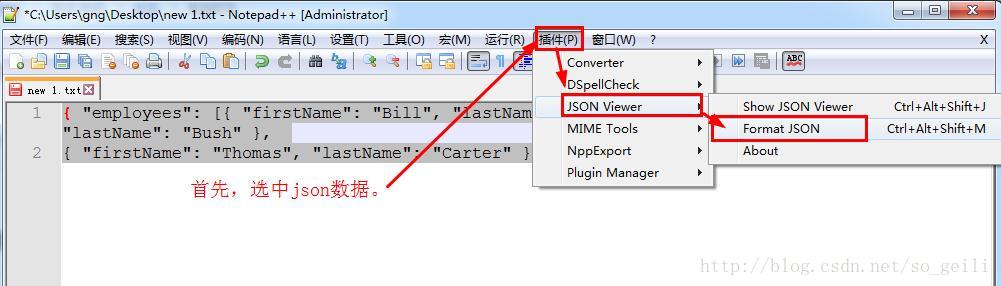 *C:\Users\gng\Desktop\new 1.txt - Notepad++ [Administrator]
文件(F) 编辑(E) 搜索(S) 视图(V) 编码(N) 语言(L) 设置(T) 工具(O) 宏(M) 运行(R) 插件(P) 窗口(W) ? X
ABC
new 1.txt
Converter
DSpellCheck
JSON Viewer
MIME Tools
NppExport
Plugin Manager
Show JSON Viewer Ctrl+Alt+Shift+J
Format JSON Ctrl+Alt+Shift+M
About
1 { "employees": [{ "firstName": "Bill", "lastNam
"lastName": "Bush" },
2 { "firstName": "Thomas", "lastName": "Carter" }
首先，选中json数据。
http://blog.csdn.net/so_geili